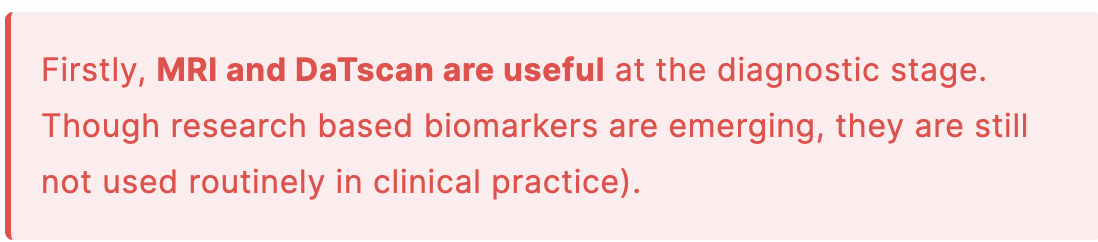 Firstly, MRI and DaTscan are useful at the diagnostic stage.
Though research based biomarkers are emerging, they are still
not used routinely in clinical practice).